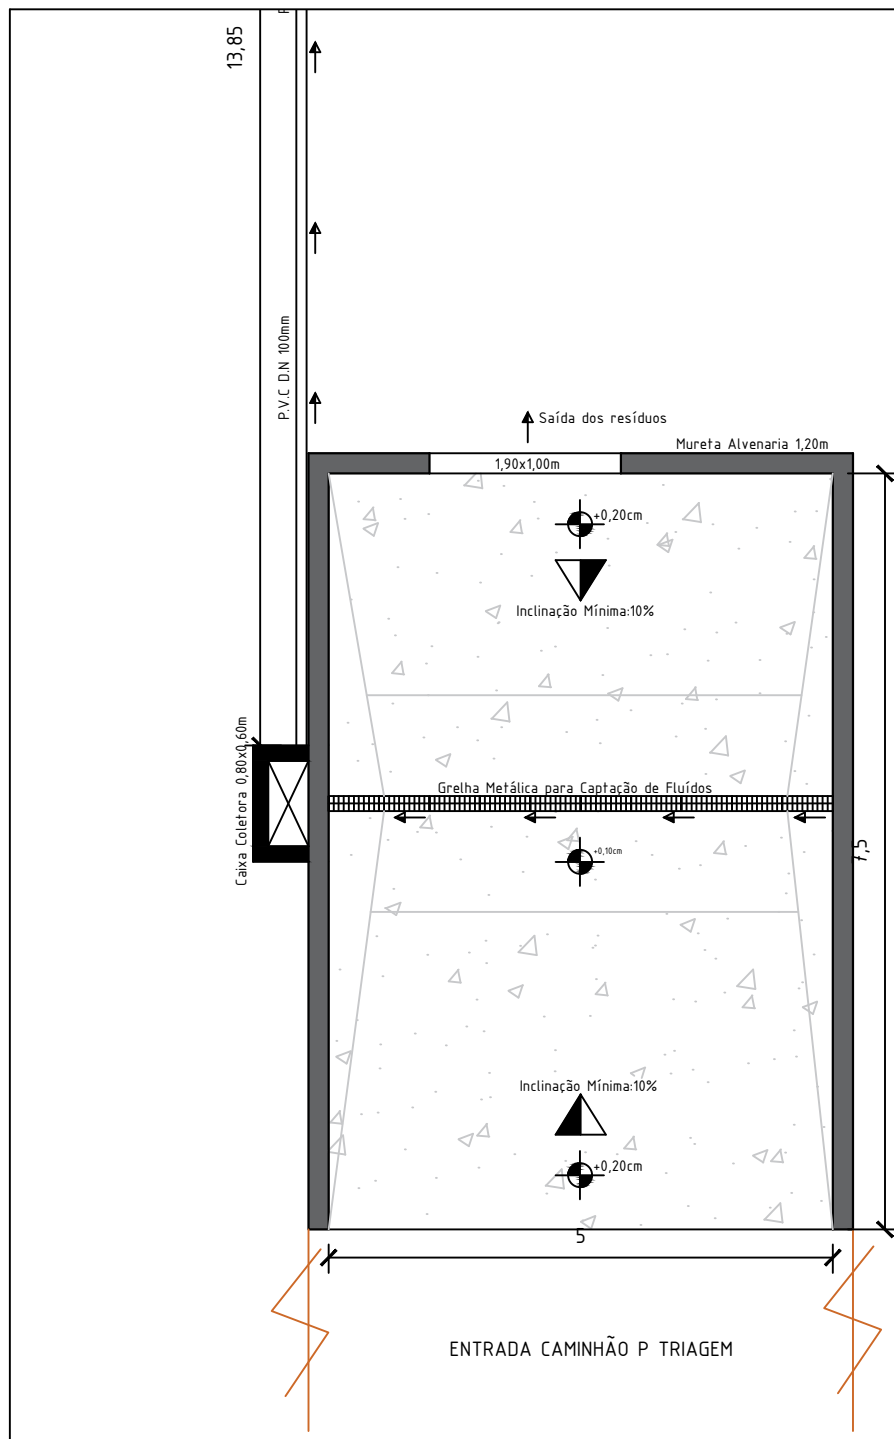 13,85
P.V.C D.N 100mm
Saída dos resíduos
Mureta Alvenaria 1,20m
1,90x1,00m
+0,20cm
Inclinação Mínima:10%
Caixa Coletora 0,80x0,60m
Grelha Metálica para Captação de Fluídos
+0,10cm
7,5
Inclinação Mínima:10%
+0,20cm
5
ENTRADA CAMINHÃO P TRIAGEM